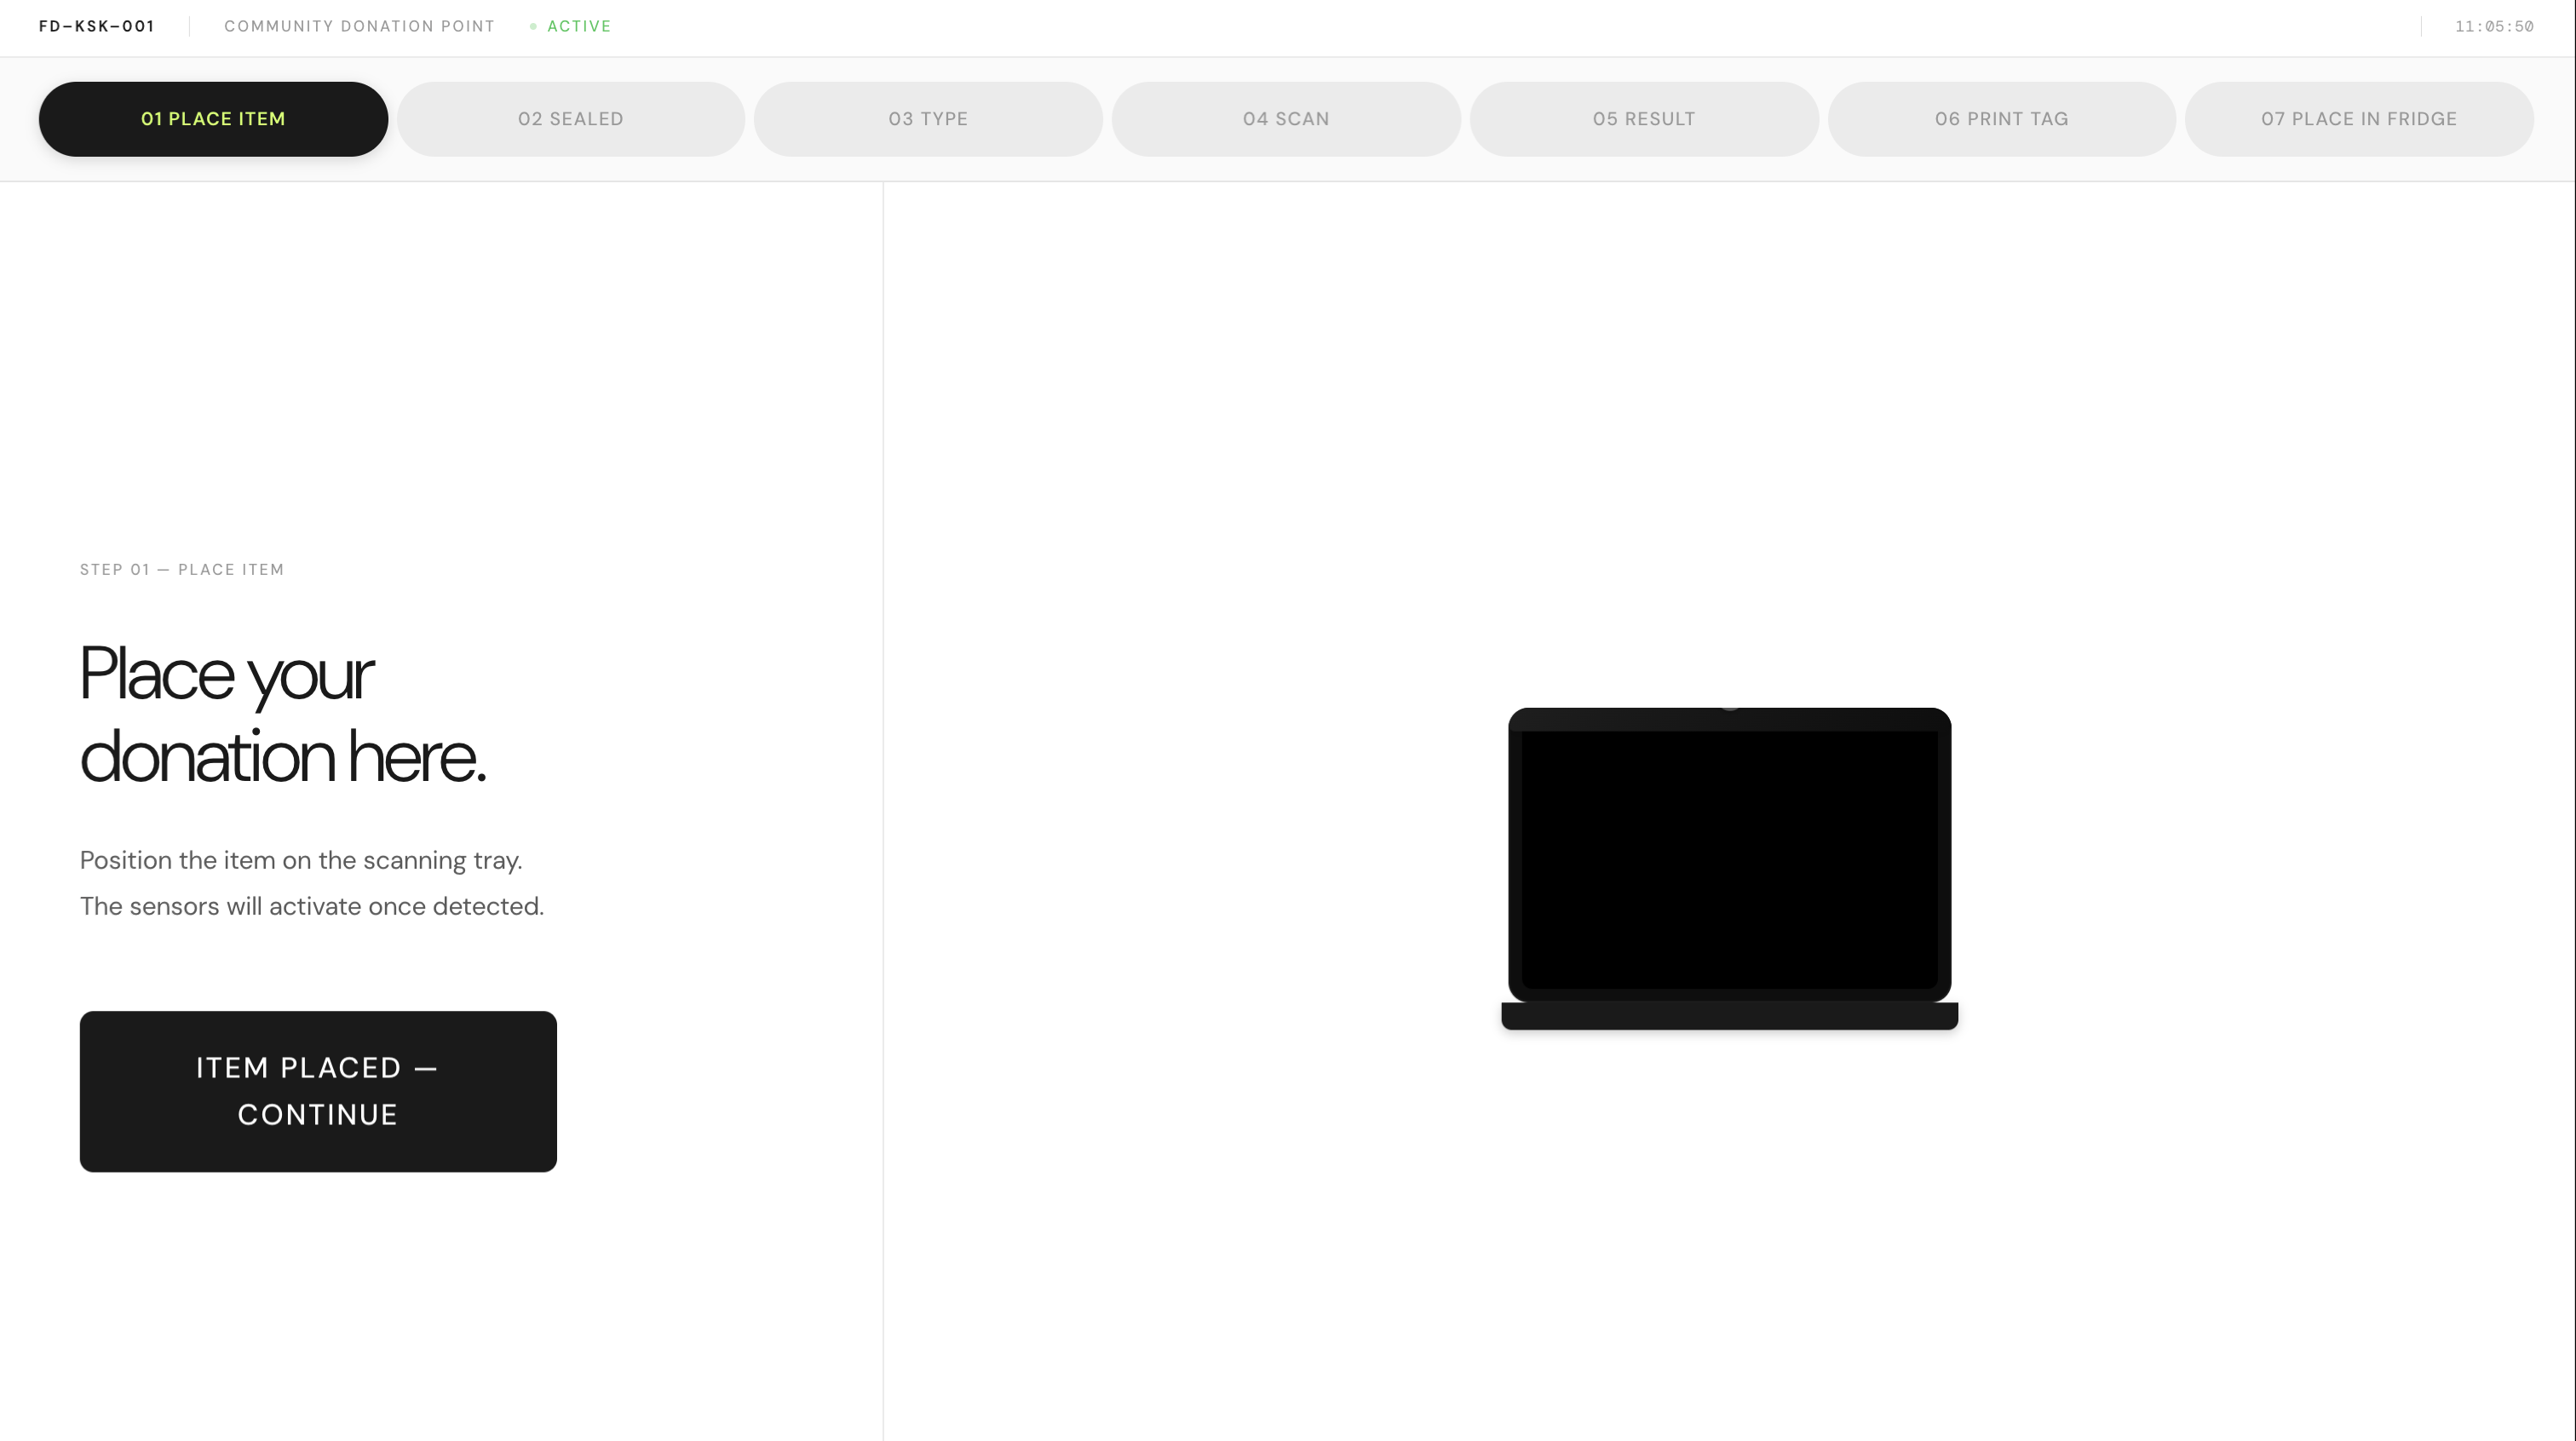 FD–KSK–001
COMMUNITY DONATION POINT
ACTIVE
11:05:50
01 PLACE ITEM
02 SEALED
03 TYPE
04 SCAN
05 RESULT
06 PRINT TAG
07 PLACE IN FRIDGE
STEP 01 — PLACE ITEM
Place your
donation here.
Position the item on the scanning tray.
The sensors will activate once detected.
ITEM PLACED —
CONTINUE